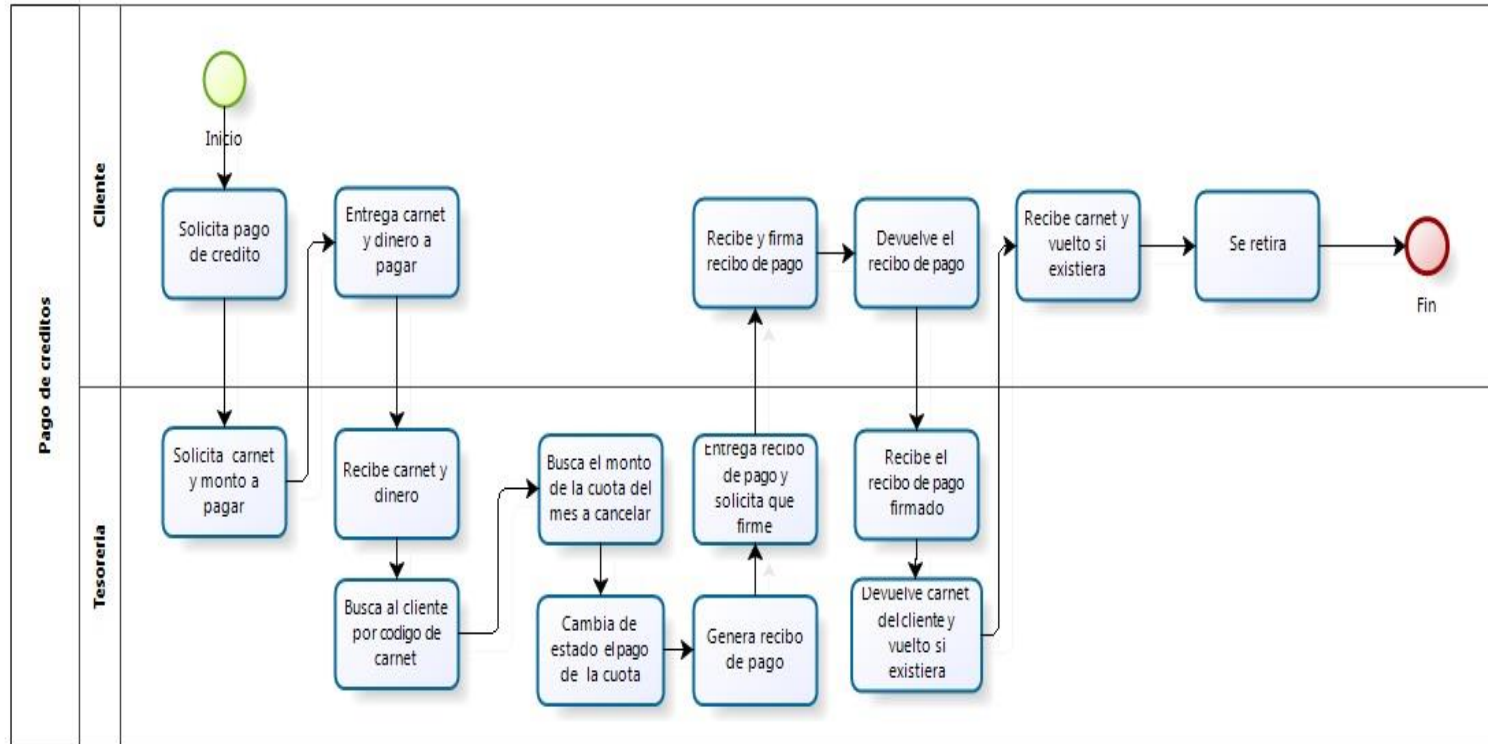 Pago de creditos
Cliente
Inicio
Solicita pago
de credito
Entrega carnet
y dinero a
pagar
Recibe y firma
recibo de pago
Devuelve el
recibo de pago
Recibe carnet y
vuelto si
existiera
Se retira
Fin
Tesoreria
Solicita carnet
y monto a
pagar
Recibe carnet y
dinero
Busca al cliente
por codigo de
carnet
Busca el monto
de la cuota del
mes a cancelar
Cambia de
estado el pago
de la cuota
Genera recibo
de pago
Entrega recibo
de pago y
solicita que
firme
Recibe el
recibo de pago
firmado
Devuelve carnet
del cliente y
vuelto si
existiera